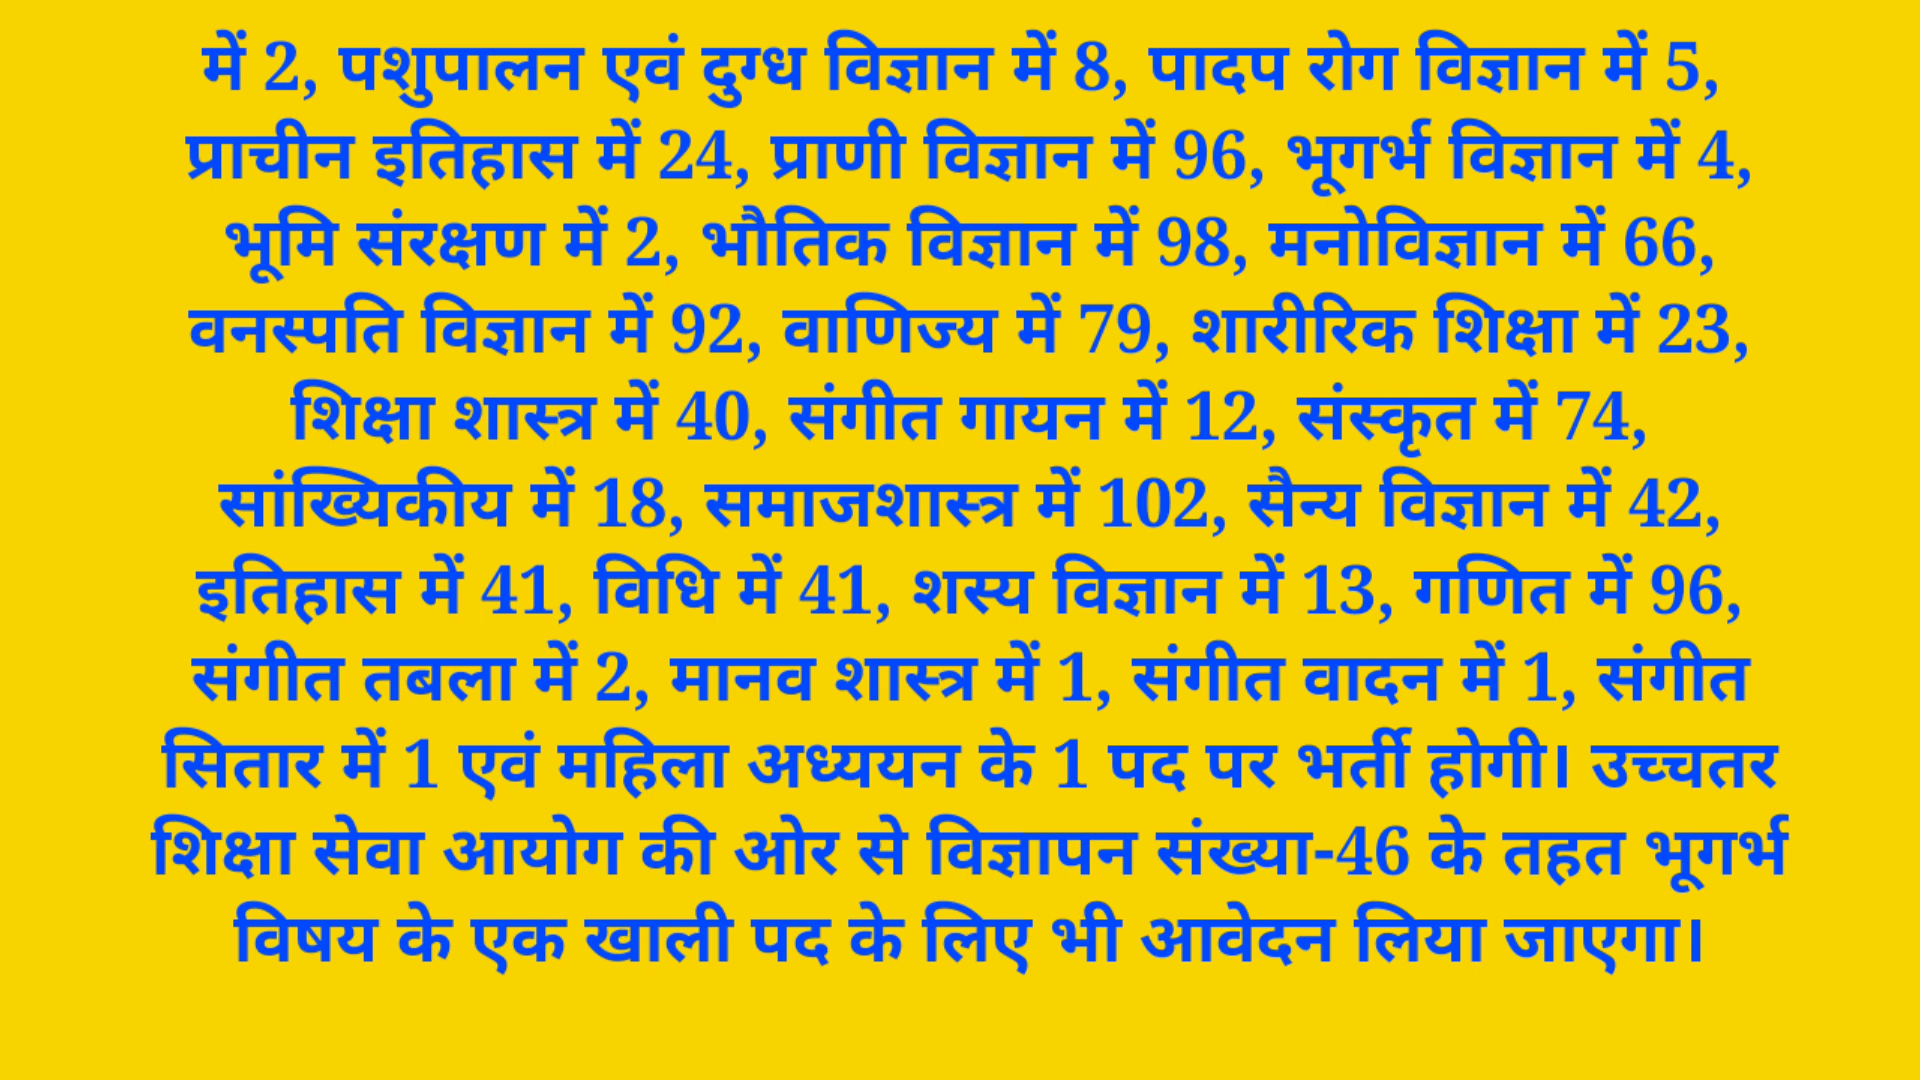 में 2, पशुपालन एवं दुग्ध विज्ञान में 8, पादप रोग विज्ञान में 5,
प्राचीन इतिहास में 24, प्राणी विज्ञान में 96, भूगर्भ विज्ञान में 4,
भूमि संरक्षण में 2, भौतिक विज्ञान में 98, मनोविज्ञान में 66,
वनस्पति विज्ञान में 92, वाणिज्य में 79, शारीरिक शिक्षा में 23,
शिक्षा शास्त्र में 40, संगीत गायन में 12, संस्कृत में 74,
सांख्यिकीय में 18, समाजशास्त्र में 102, सैन्य विज्ञान में 42,
इतिहास में 41, विधि में 41, शस्य विज्ञान में 13, गणित में 96,
संगीत तबला में 2, मानव शास्त्र में 1, संगीत वादन में 1, संगीत
सितार में 1 एवं महिला अध्ययन के 1 पद पर भर्ती होगी। उच्चतर
शिक्षा सेवा आयोग की ओर से विज्ञापन संख्या-46 के तहत भूगर्भ
विषय के एक खाली पद के लिए भी आवेदन लिया जाएगा।